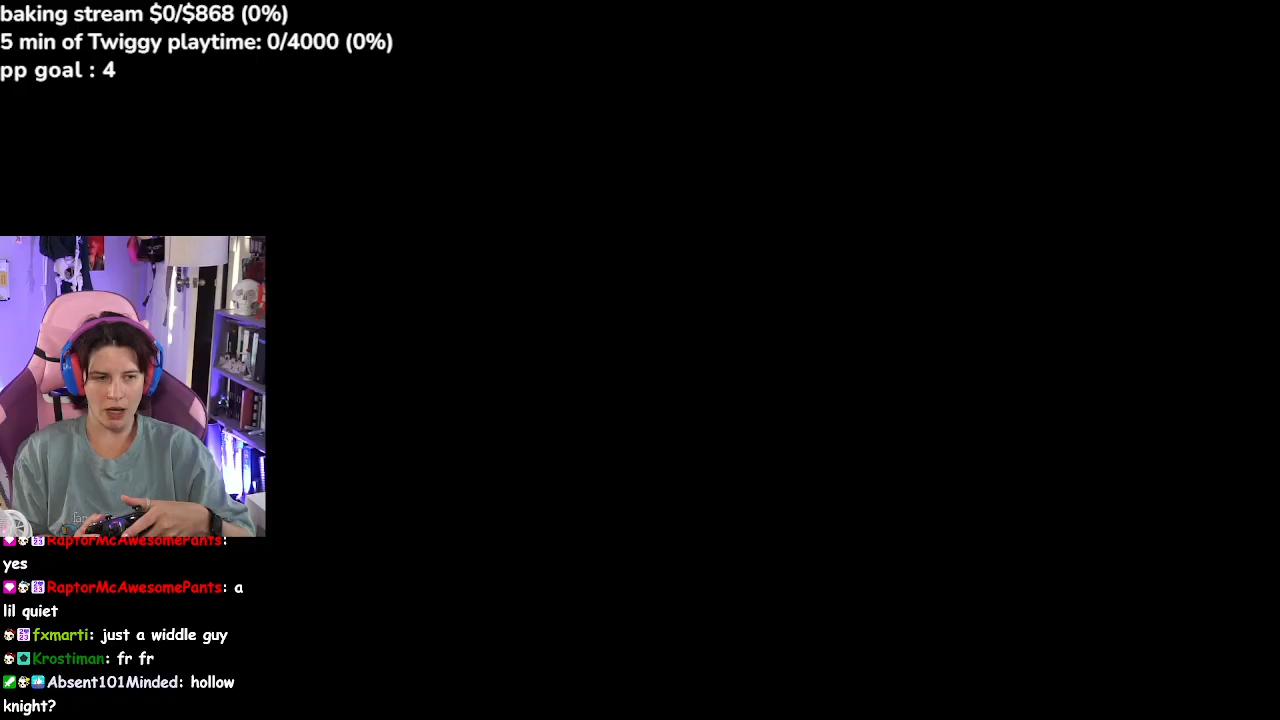 baking stream $0/$868 (0%)
5 min of Twiggy playtime: 0/4000 (0%)
pp goal : 4
RaptorMcAwesomePants:
yes
RaptorMcAwesomePants: a
lil quiet
fxmarti: just a widdle guy
Krostiman: fr fr
Absent101Minded: hollow
knight?